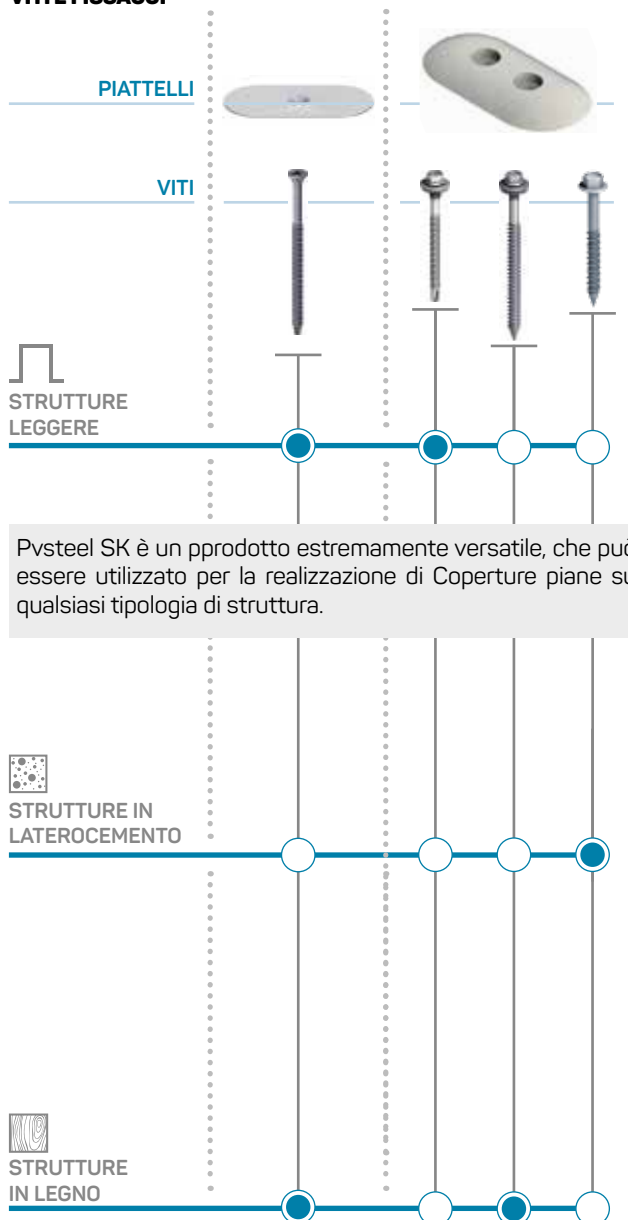 PIATTELLI
VITI
STRUTTURE
LEGGERE
Pvsteel SK è un pprodotto estremamente versatile, che può
essere utilizzato per la realizzazione di Coperture piane su
qualsiasi tipologia di struttura.
STRUTTURE IN
LATEROCEMENTO
STRUTTURE
IN LEGNO